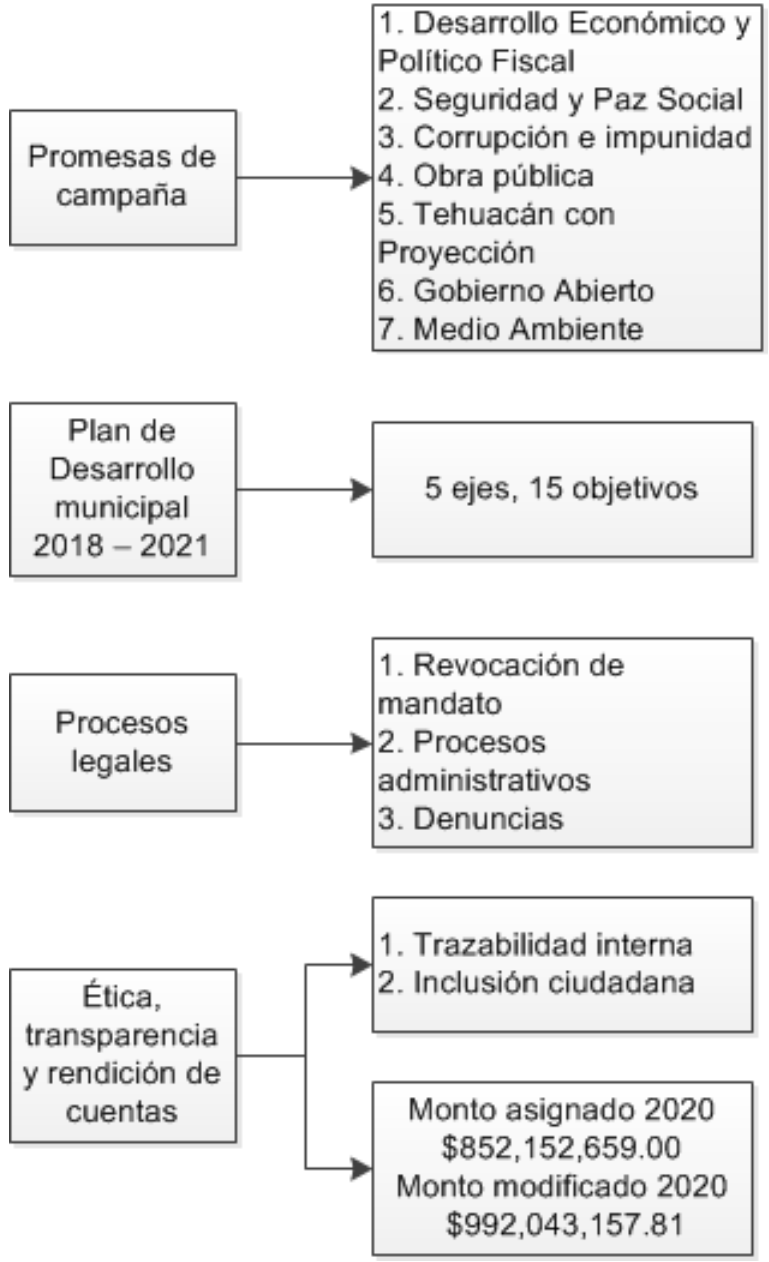 Promesas de
campaña
1. Desarrollo Económico y
Político Fiscal
2. Seguridad y Paz Social
3. Corrupción e impunidad
4. Obra pública
5. Tehuacán con
Proyección
6. Gobierno Abierto
7. Medio Ambiente
Plan de
Desarrollo
municipal
2018 – 2021
5 ejes, 15 objetivos
Procesos
legales
1. Revocación de
mandato
2. Procesos
administrativos
3. Denuncias
Ética,
transparencia
y rendición de
cuentas
1. Trazabilidad interna
2. Inclusión ciudadana
Monto asignado 2020
$852,152,659.00
Monto modificado 2020
$992,043,157.81